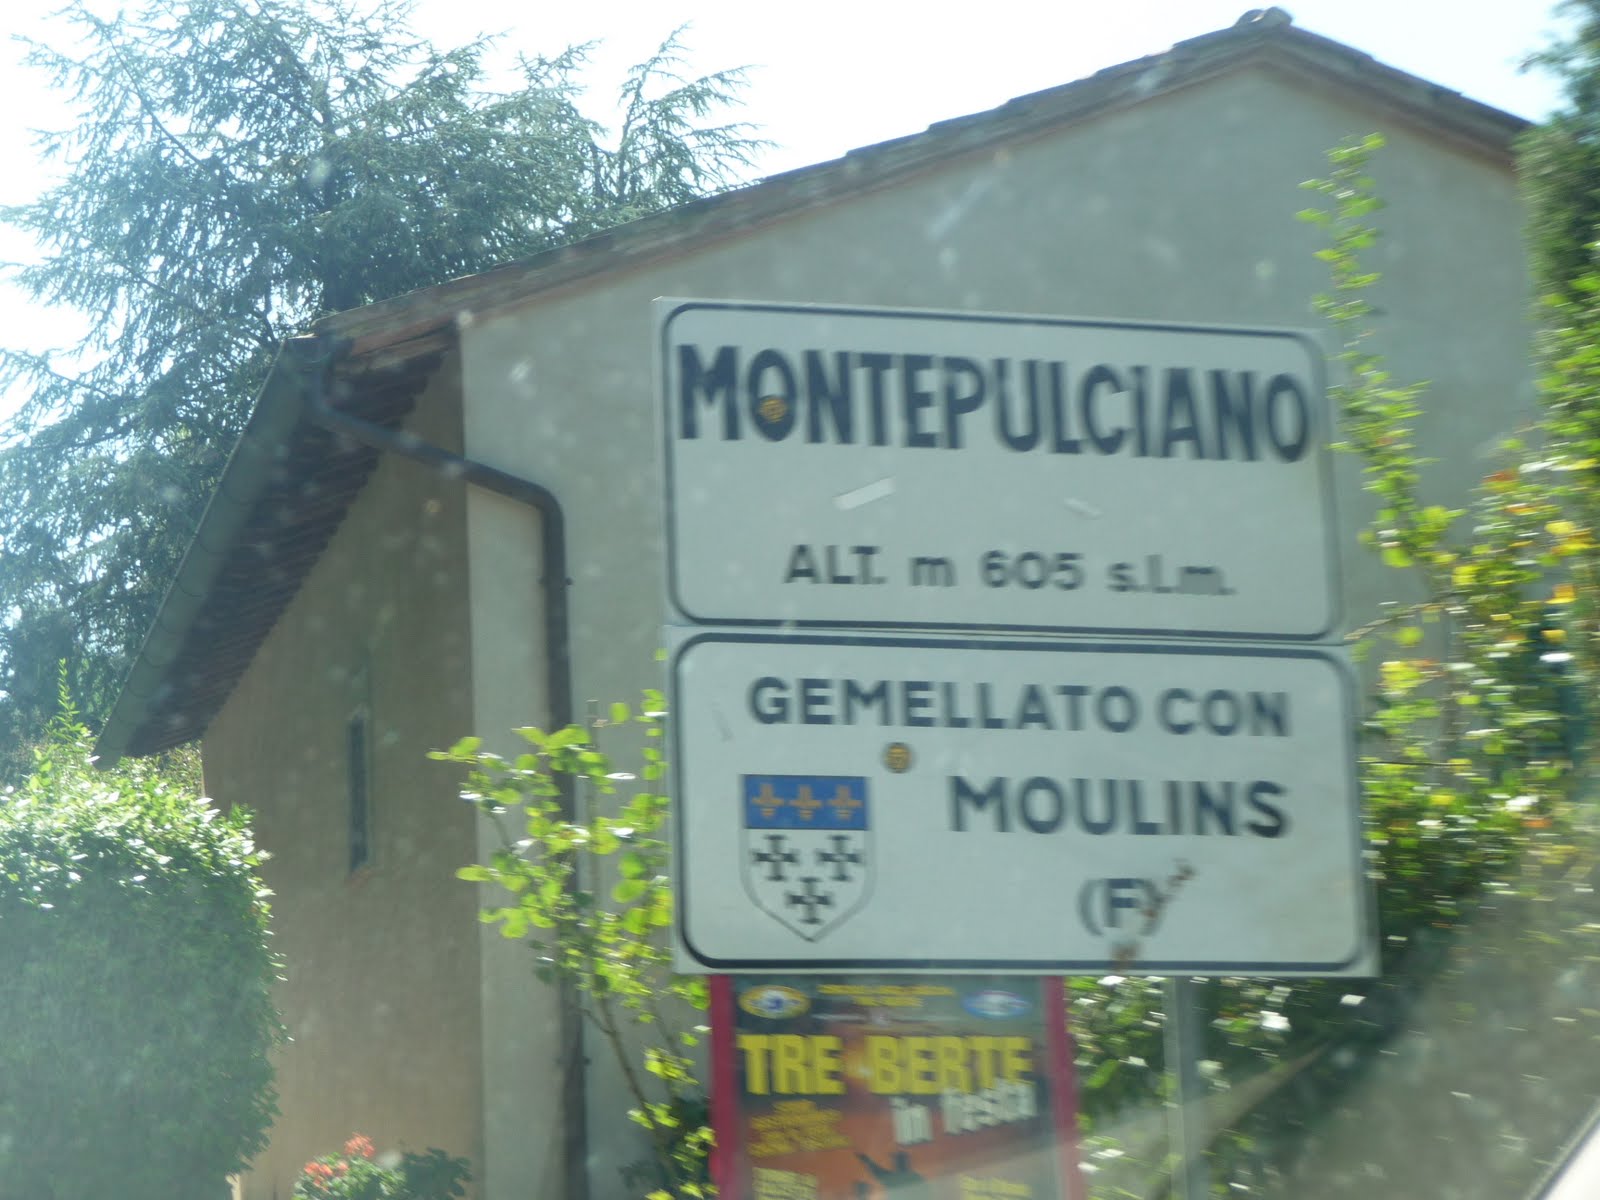 MONTEPULCIANO
ALT. m 605 s.l.m.
GEMELLATO CON
MOULINS
(F)
TRE BERTE
in festa